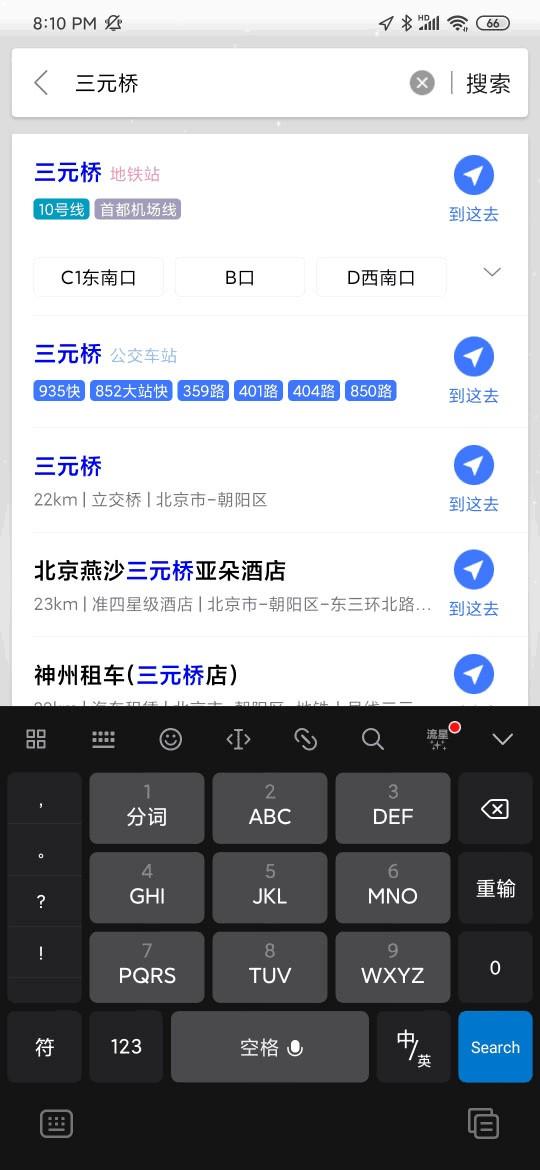 8:10 PM HD 66
三元桥 搜索
三元桥 地铁站
10号线 首都机场线
到这去
C1东南口 B口 D西南口
三元桥 公交车站
935快 852大站快 359路 401路 404路 850路
到这去
三元桥
22km | 立交桥 | 北京市-朝阳区
到这去
北京燕沙三元桥亚朵酒店
23km | 准四星级酒店 | 北京市-朝阳区-东三环北路...
到这去
神州租车(三元桥店)
流星
, 1 2 3
分词 ABC DEF
。 4 5 6 重输
? GHI JKL MNO
! 7 8 9 0
PQRS TUV WXYZ
符 123 空格 中/英 Search